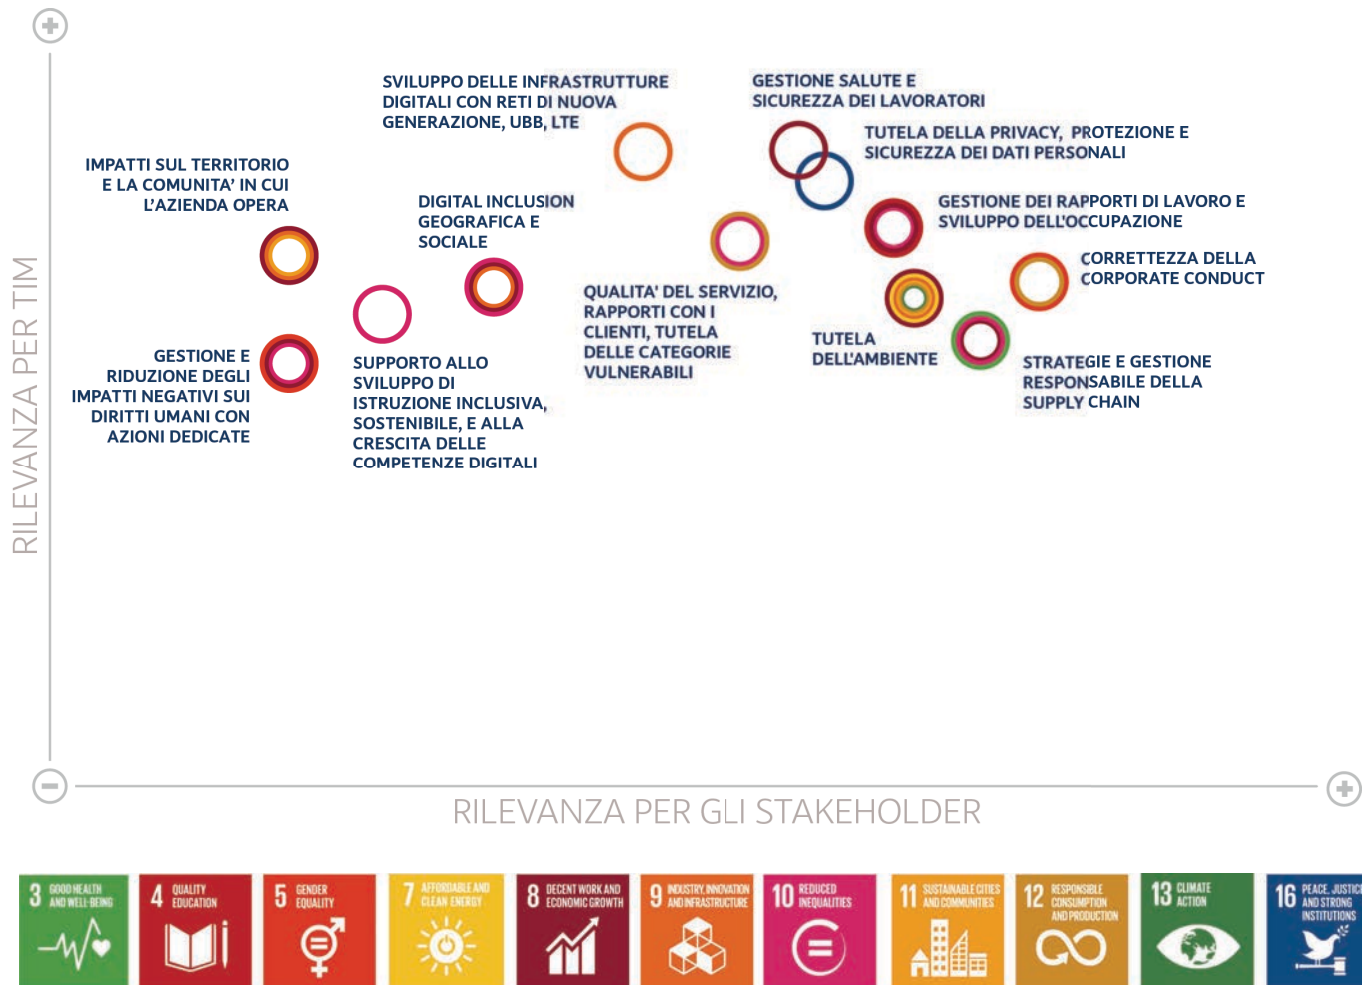 SVILUPPO DELLE INFRASTRUTTURE
DIGITALI CON RETI DI NUOVA
GENERAZIONE, UBB, LTE
GESTIONE SALUTE E
SICUREZZA DEI LAVORATORI
TUTELA DELLA PRIVACY, PROTEZIONE E
SICUREZZA DEI DATI PERSONALI
IMPATTI SUL TERRITORIO
E LA COMUNITA' IN CUI
L'AZIENDA OPERA
DIGITAL INCLUSION
GEOGRAFICA E
SOCIALE
GESTIONE DEI RAPPORTI DI LAVORO E
SVILUPPO DELL'OCCUPAZIONE
CORRETTEZZA DELLA
CORPORATE CONDUCT
QUALITA' DEL SERVIZIO,
RAPPORTI CON I
CLIENTI, TUTELA
DELLE CATEGORIE
VULNERABILI
TUTELA
DELL'AMBIENTE
GESTIONE E
RIDUZIONE DEGLI
IMPATTI NEGATIVI SUI
DIRITTI UMANI CON
AZIONI DEDICATE
SUPPORTO ALLO
SVILUPPO DI
ISTRUZIONE INCLUSIVA,
SOSTENIBILE, E ALLA
CRESCITA DELLE
COMPETENZE DIGITALI
STRATEGIE E GESTIONE
RESPONSABILE DELLA
SUPPLY CHAIN
RILEVANZA PER TIM
RILEVANZA PER GLI STAKEHOLDER
3 GOOD HEALTH
AND WELL-BEING
4 QUALITY
EDUCATION
5 GENDER
EQUALITY
7 AFFORDABLE AND
CLEAN ENERGY
8 DECENT WORK AND
ECONOMIC GROWTH
9 INDUSTRY, INNOVATION
AND INFRASTRUCTURE
10 REDUCED
INEQUALITIES
11 SUSTAINABLE CITIES
AND COMMUNITIES
12 RESPONSIBLE
CONSUMPTION
AND PRODUCTION
13 CLIMATE
ACTION
16 PEACE, JUSTICE
AND STRONG
INSTITUTIONS